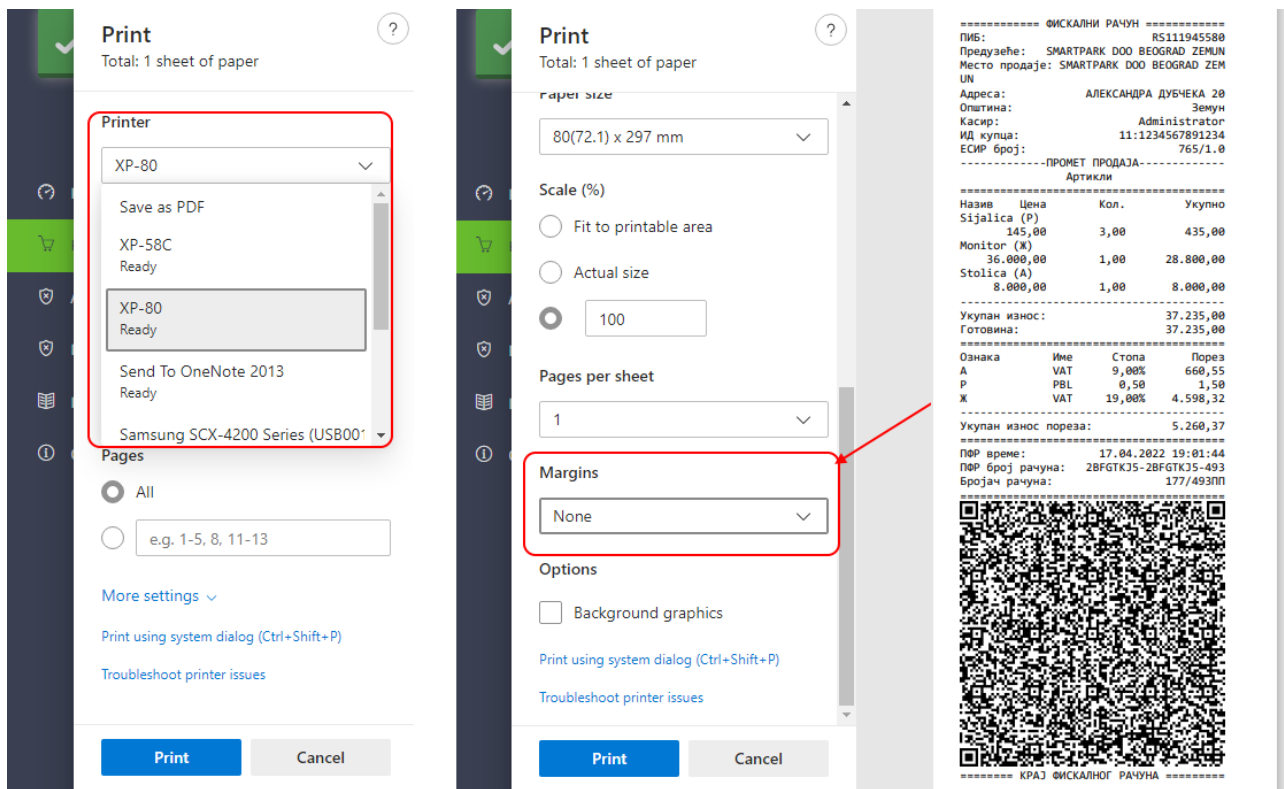 Print
?
Total: 1 sheet of paper
Printer
XP-80
Save as PDF
XP-58C
Ready
XP-80
Ready
Send To OneNote 2013
Ready
Samsung SCX-4200 Series (USB001
Pages
All
e.g. 1-5, 8, 11-13
More settings
Print using system dialog (Ctrl+Shift+P)
Troubleshoot printer issues
Print
Cancel
Print
?
Total: 1 sheet of paper
Paper size
80(72.1) x 297 mm
Scale (%)
Fit to printable area
Actual size
100
Pages per sheet
1
Margins
None
Options
Background graphics
Print using system dialog (Ctrl+Shift+P)
Troubleshoot printer issues
Print
Cancel
============ ФИСКАЛНИ РАЧУН ============
ПИБ: RS111945580
Предузеће: SMARTPARK DOO BEOGRAD ZEMUN
Место продаје: SMARTPARK DOO BEOGRAD ZEM
UN
Адреса: АЛЕКСАНДРА ДУБЧЕКА 20
Општина: Земун
Касир: Administrator
ИД купца: 11:1234567891234
ЕСИР број: 765/1.0
-------------ПРОМЕТ ПРОДАЈА-------------
Артикли
========================================
Назив Цена Кол. Укупно
Sijalica (Р)
145,00 3,00 435,00
Monitor (Ж)
36.000,00 1,00 28.800,00
Stolica (А)
8.000,00 1,00 8.000,00
----------------------------------------
Укупан износ: 37.235,00
Готовина: 37.235,00
========================================
Ознака Име Стопа Порез
А VAT 9,00% 660,55
Р PBL 0,50 1,50
Ж VAT 19,00% 4.598,32
----------------------------------------
Укупан износ пореза: 5.260,37
========================================
ПФР време: 17.04.2022 19:01:44
ПФР број рачуна: 2BFGTKJ5-2BFGTKJ5-493
Бројач рачуна: 177/493ПП
========================================
======== КРАЈ ФИСКАЛНОГ РАЧУНА =========